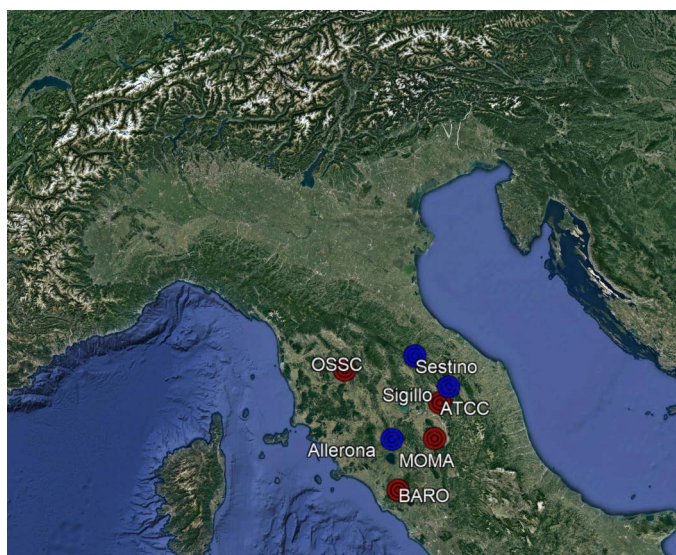 OSSC
Sestino
Sigillo
ATCC
Allerona
MOMA
BARO